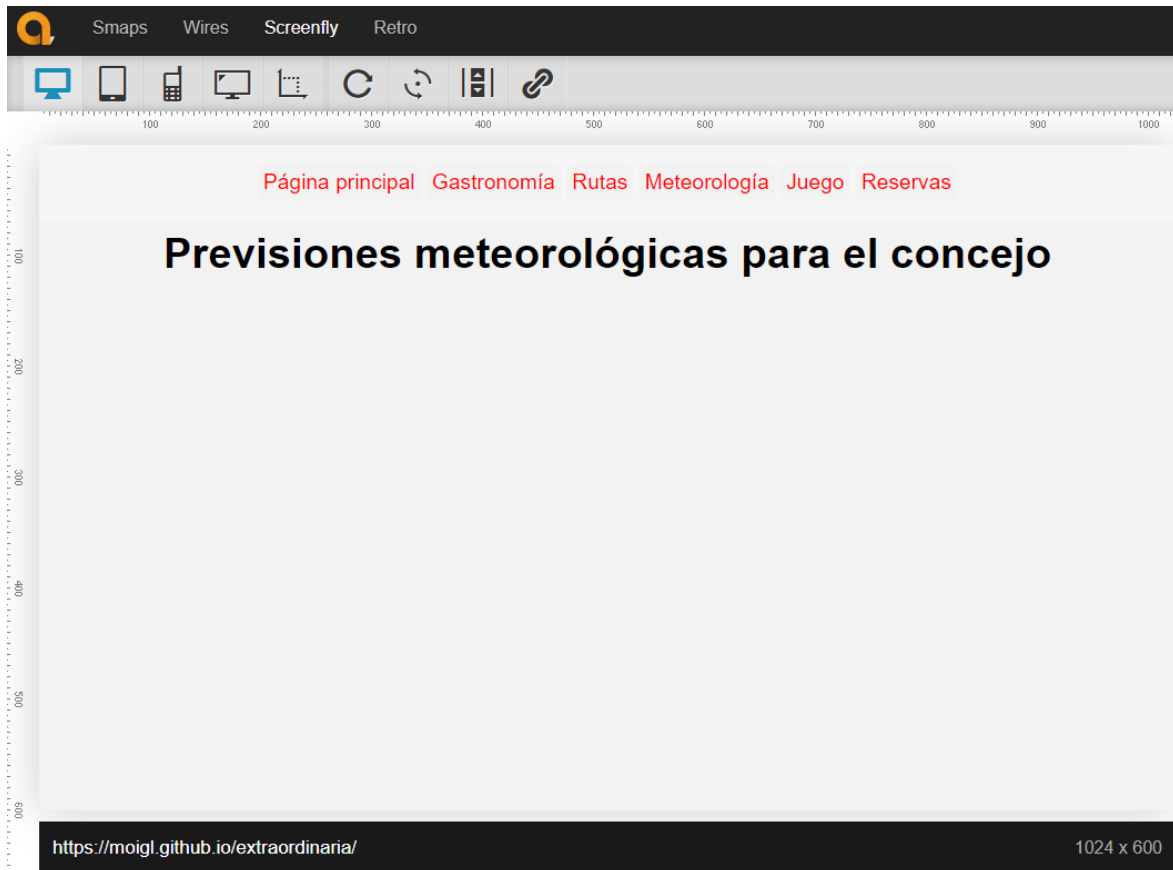 Smaps Wires Screenfly Retro
100 200 300 400 500 600 700 800 900 1000
Página principal Gastronomía Rutas Meteorología Juego Reservas
100
Previsiones meteorológicas para el concejo
200
300
400
500
600
https://moigl.github.io/extraordinaria/ 1024 x 600